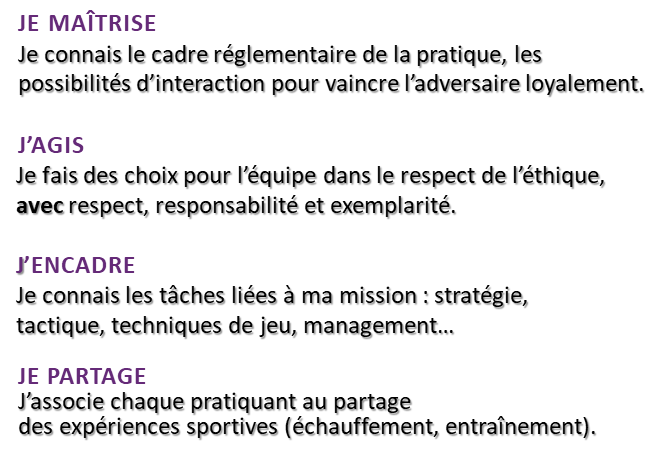 JE MAÎTRISE
Je connais le cadre réglementaire de la pratique, les
possibilités d’interaction pour vaincre l’adversaire loyalement.
J’AGIS
Je fais des choix pour l’équipe dans le respect de l’éthique,
avec respect, responsabilité et exemplarité.
J’ENCADRE
Je connais les tâches liées à ma mission : stratégie,
tactique, techniques de jeu, management…
JE PARTAGE
J’associe chaque pratiquant au partage
des expériences sportives (échauffement, entraînement).